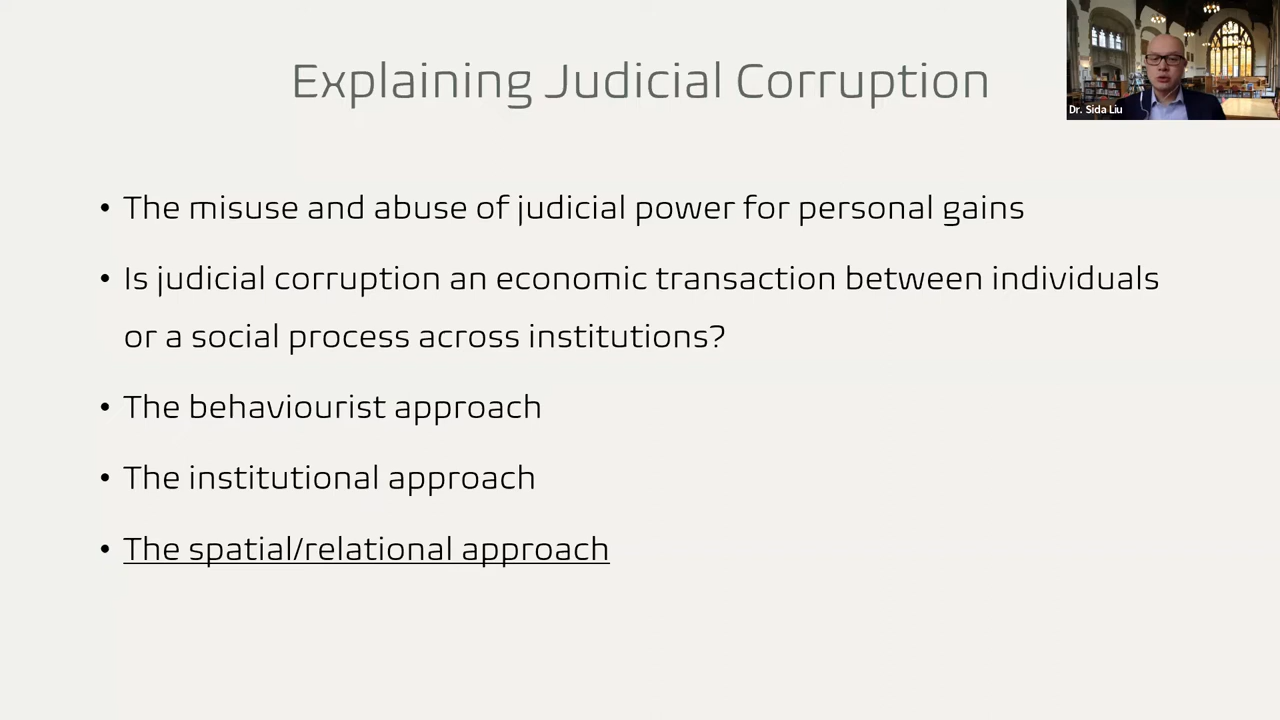 Explaining Judicial Corruption
Dr. Sida Liu
• The misuse and abuse of judicial power for personal gains
• Is judicial corruption an economic transaction between individuals
or a social process across institutions?
• The behaviourist approach
• The institutional approach
• The spatial/relational approach